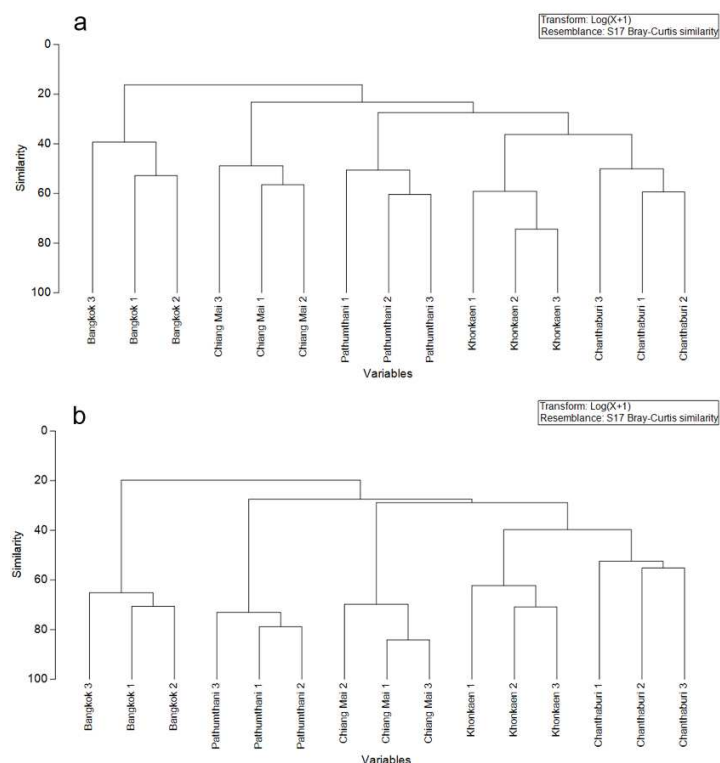 a
Transform: Log(X+1)
Resemblance: S17 Bray-Curtis similarity
0
20
40
60
80
100
Similarity
Bangkok 3
Bangkok 1
Bangkok 2
Chiang Mai 3
Chiang Mai 1
Chiang Mai 2
Pathumthani 1
Pathumthani 2
Pathumthani 3
Khonkaen 1
Khonkaen 2
Khonkaen 3
Chanthaburi 3
Chanthaburi 1
Chanthaburi 2
Variables
b
Transform: Log(X+1)
Resemblance: S17 Bray-Curtis similarity
0
20
40
60
80
100
Similarity
Bangkok 3
Bangkok 1
Bangkok 2
Pathumthani 3
Pathumthani 1
Pathumthani 2
Chiang Mai 2
Chiang Mai 1
Chiang Mai 3
Khonkaen 1
Khonkaen 2
Khonkaen 3
Chanthaburi 1
Chanthaburi 2
Chanthaburi 3
Variables